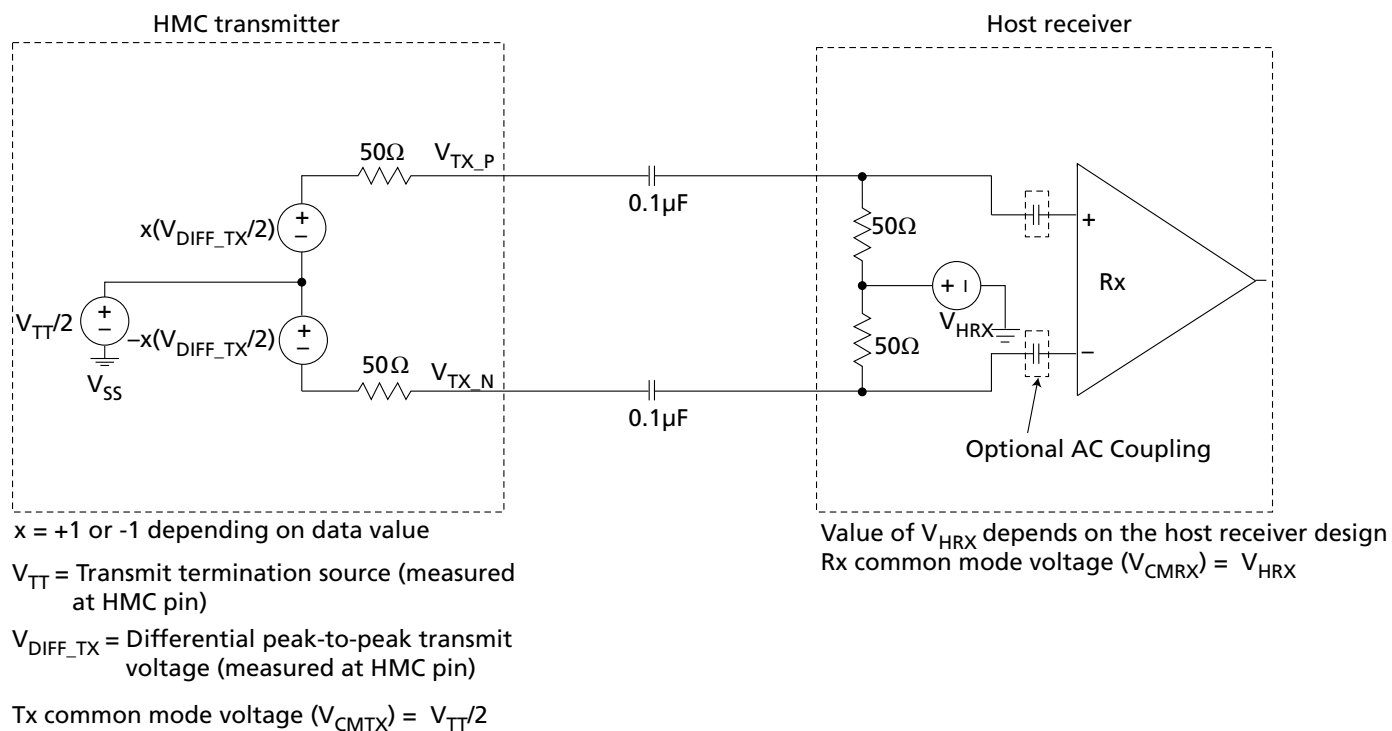 HMC transmitter
Host receiver
50Ω
V_TX_P
0.1µF
x(V_DIFF_TX/2)
+
−
50Ω
+
V_TT/2
+
−
−x(V_DIFF_TX/2)
+
−
+ I
Rx
V_HRX
V_SS
50Ω
V_TX_N
50Ω
−
0.1µF
Optional AC Coupling
x = +1 or -1 depending on data value
V_TT = Transmit termination source (measured
at HMC pin)
V_DIFF_TX = Differential peak-to-peak transmit
voltage (measured at HMC pin)
Tx common mode voltage (V_CMTX) = V_TT/2
Value of V_HRX depends on the host receiver design
Rx common mode voltage (V_CMRX) = V_HRX